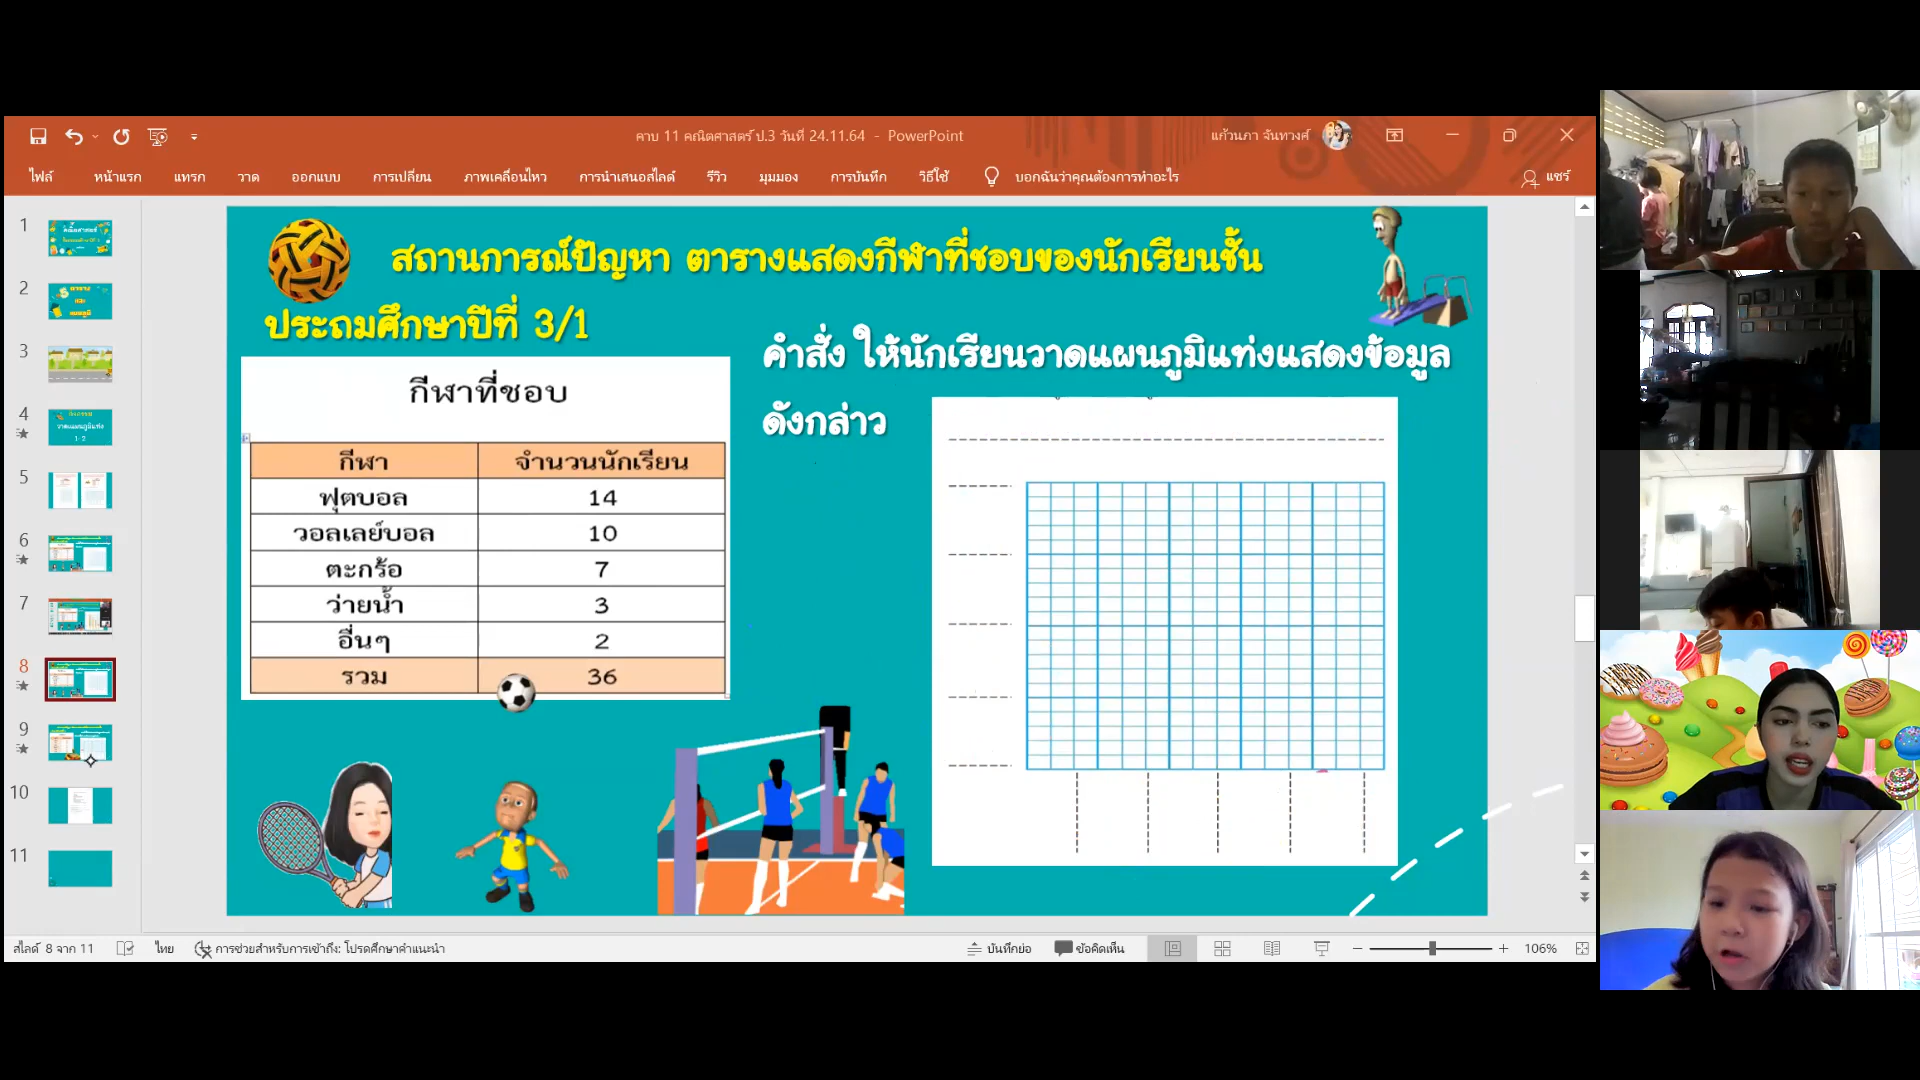 คาบ 11 คณิตศาสตร์ ป.3 วันที่ 24.11.64 - PowerPoint
แก้วนภา จันทวงศ์
ไฟล์ หน้าแรก แทรก วาด ออกแบบ การเปลี่ยน ภาพเคลื่อนไหว การนำเสนอสไลด์ รีวิว มุมมอง การบันทึก วิธีใช้ บอกฉันว่าคุณต้องการทำอะไร แชร์
1
2
3
4
5
6
7
8
9
10
11
สถานการณ์ปัญหา ตารางแสดงกีฬาที่ชอบของนักเรียนชั้น
ประถมศึกษาปีที่ 3/1
คำสั่ง ให้นักเรียนวาดแผนภูมิแท่งแสดงข้อมูล
ดังกล่าว
กีฬาที่ชอบ
กีฬา จำนวนนักเรียน
ฟุตบอล 14
วอลเลย์บอล 10
ตะกร้อ 7
ว่ายน้ำ 3
อื่นๆ 2
รวม 36
สไลด์ 8 จาก 11 ไทย การช่วยสำหรับการเข้าถึง: โปรดศึกษาคำแนะนำ บันทึกย่อ ข้อคิดเห็น 106%